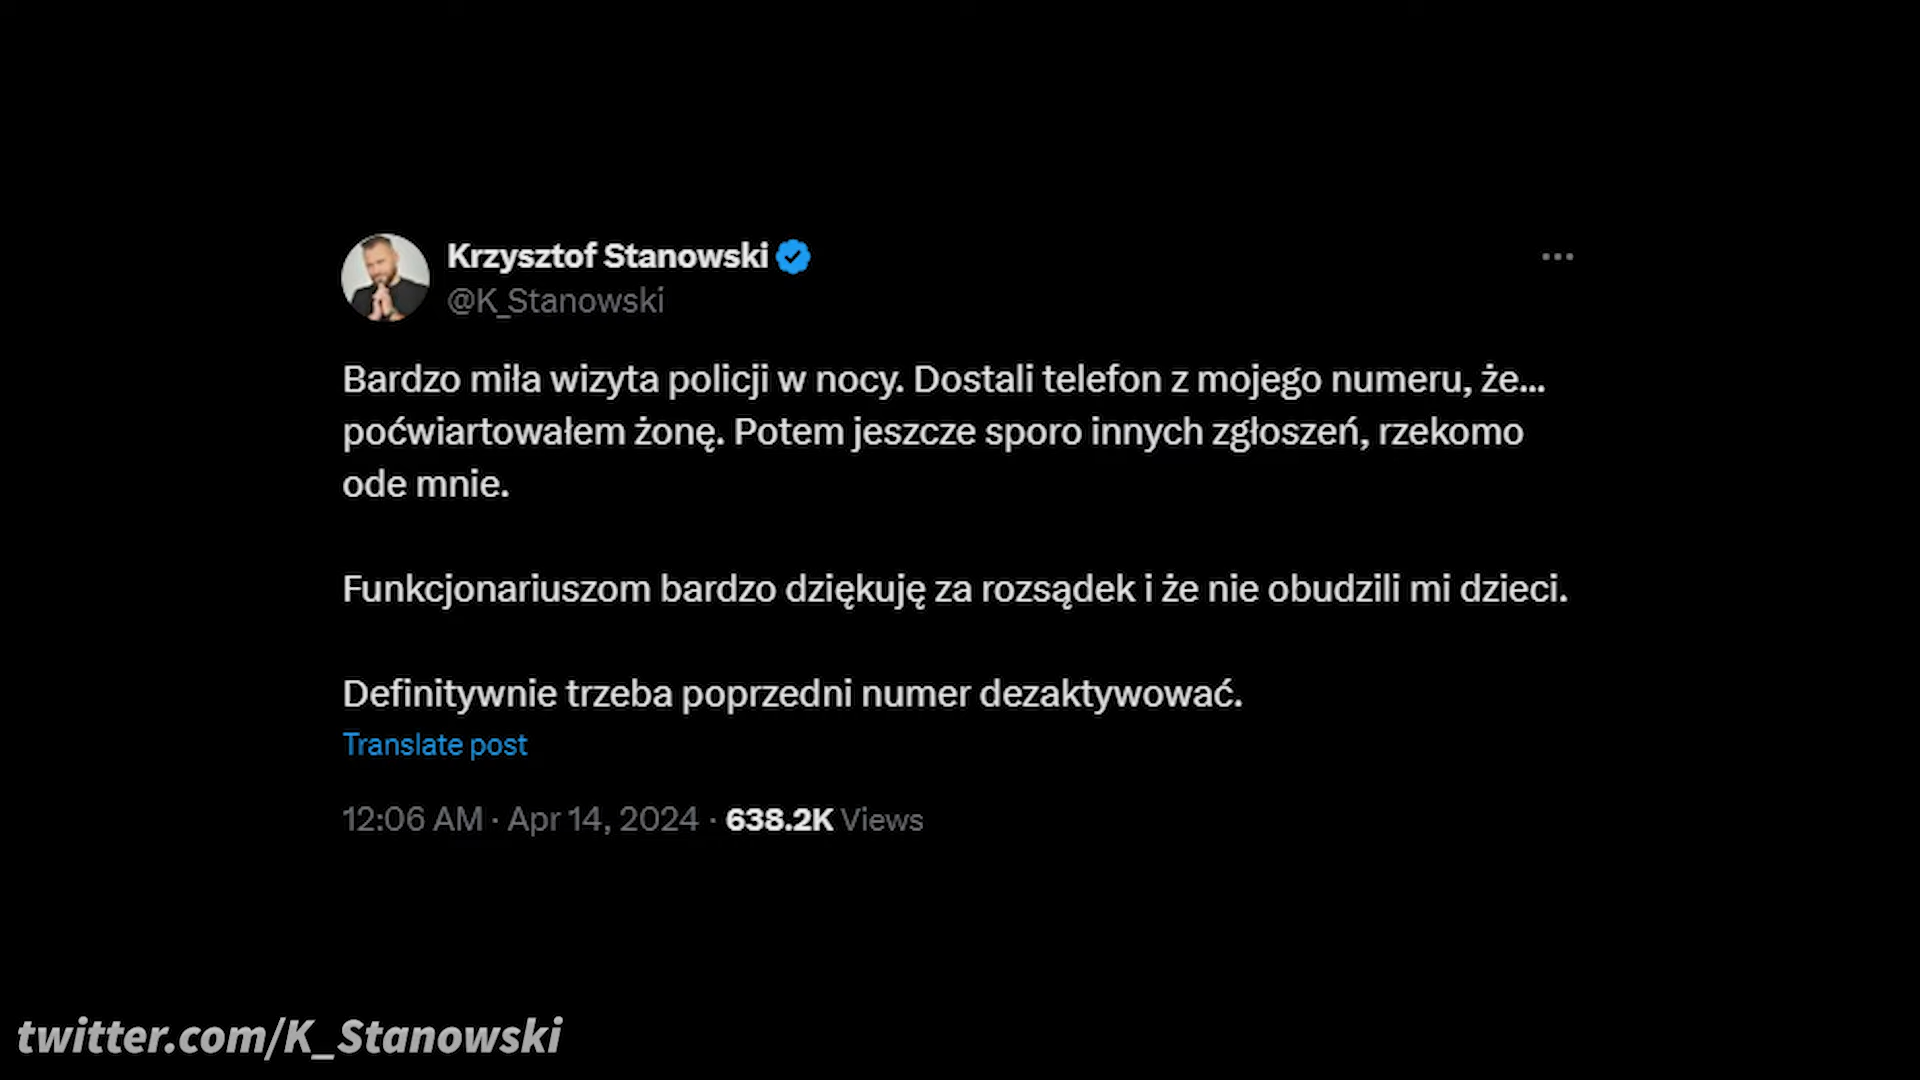 Krzysztof Stanowski
@K_Stanowski
Bardzo miła wizyta policji w nocy. Dostali telefon z mojego numeru, że...
poćwiartowałem żonę. Potem jeszcze sporo innych zgłoszeń, rzekomo
ode mnie.
Funkcjonariuszom bardzo dziękuję za rozsądek i że nie obudzili mi dzieci.
Definitywnie trzeba poprzedni numer dezaktywować.
Translate post
12:06 AM · Apr 14, 2024 · 638.2K Views
twitter.com/K_Stanowski